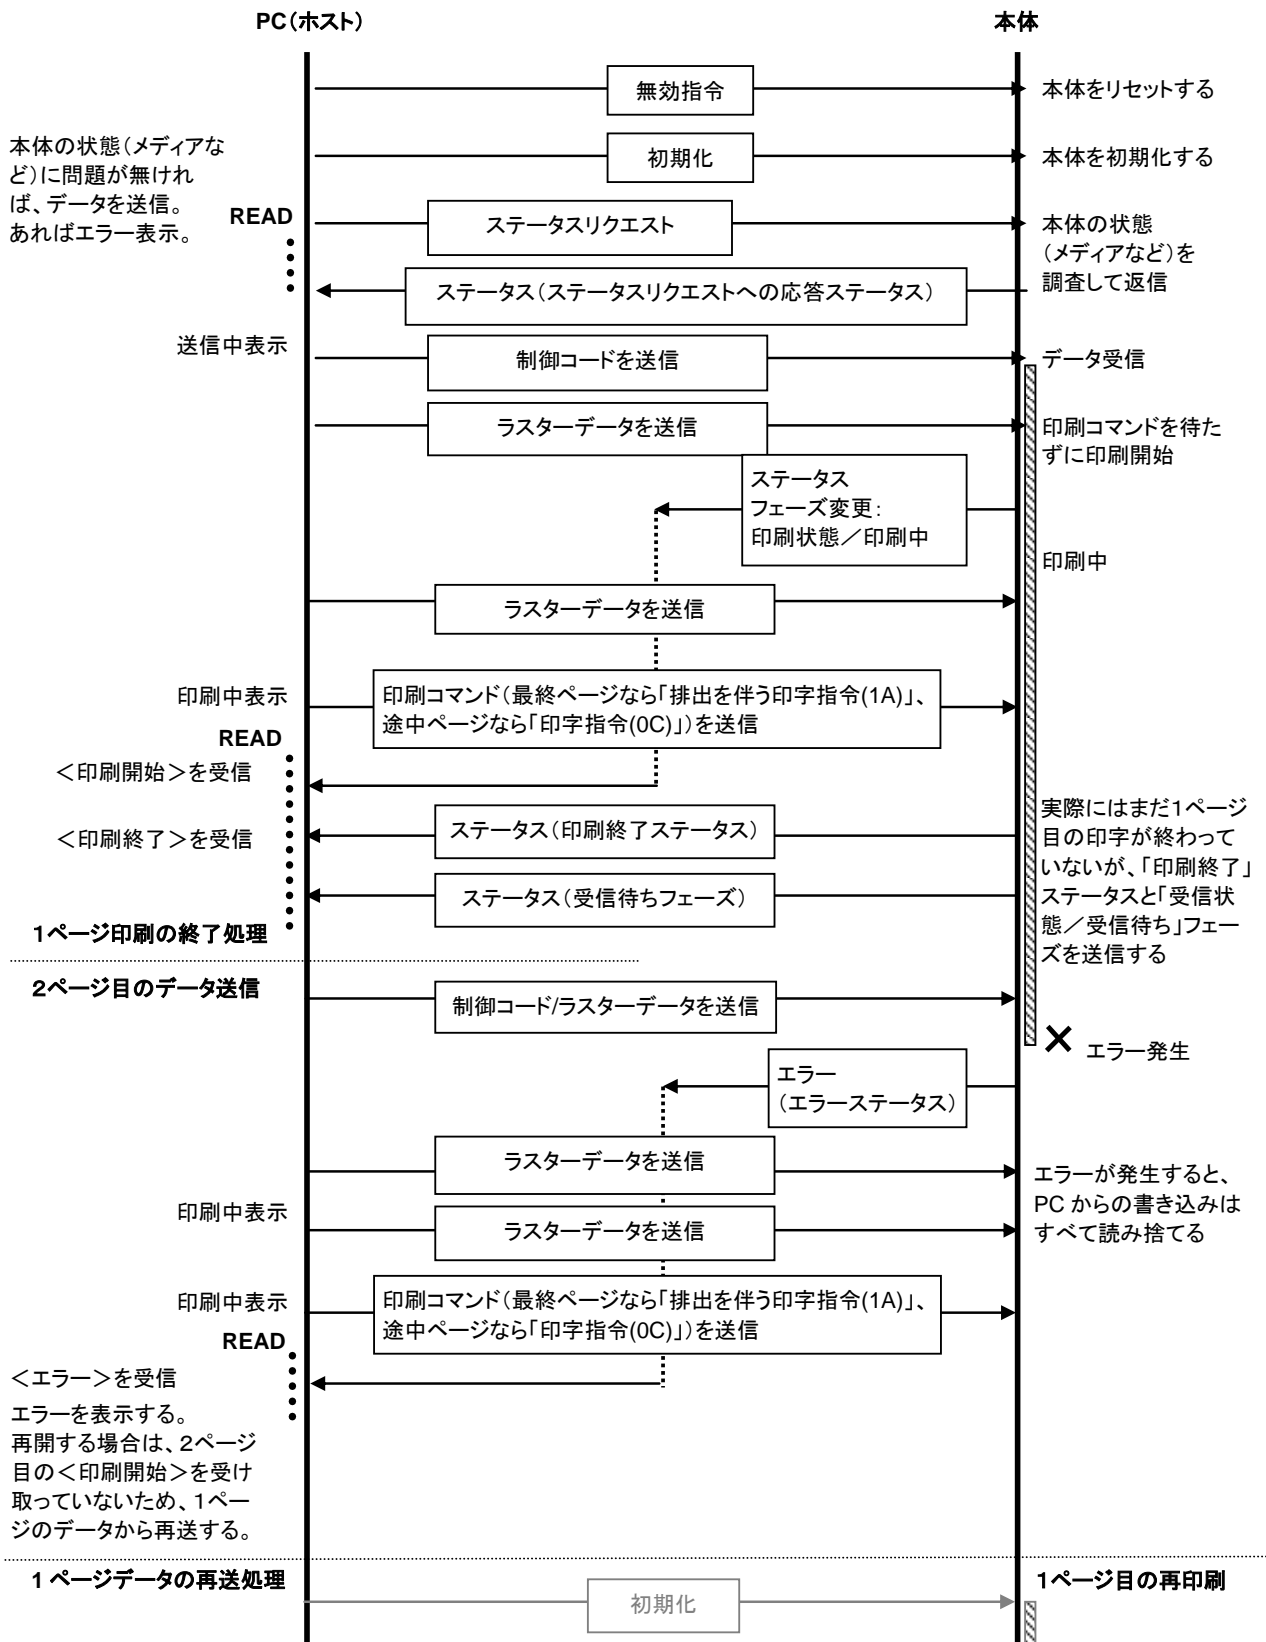 PC(ホスト)
本体
無効指令
本体をリセットする
本体の状態(メディアな
ど)に問題が無けれ
ば、データを送信。
あればエラー表示。
初期化
本体を初期化する
READ
ステータスリクエスト
本体の状態
(メディアなど)を
調査して返信
ステータス(ステータスリクエストへの応答ステータス)
送信中表示
制御コードを送信
データ受信
ラスターデータを送信
印刷コマンドを待た
ずに印刷開始
ステータス
フェーズ変更:
印刷状態/印刷中
印刷中
ラスターデータを送信
印刷中表示
印刷コマンド(最終ページなら「排出を伴う印字指令(1A)」、
途中ページなら「印字指令(0C)」)を送信
READ
<印刷開始>を受信
ステータス(印刷終了ステータス)
<印刷終了>を受信
実際にはまだ1ページ
目の印字が終わって
いないが、「印刷終了」
ステータスと「受信状
態/受信待ち」フェー
ズを送信する
ステータス(受信待ちフェーズ)
1ページ印刷の終了処理
2ページ目のデータ送信
制御コード/ラスターデータを送信
エラー発生
エラー
(エラーステータス)
ラスターデータを送信
エラーが発生すると、
PC からの書き込みは
すべて読み捨てる
印刷中表示
ラスターデータを送信
印刷中表示
印刷コマンド(最終ページなら「排出を伴う印字指令(1A)」、
途中ページなら「印字指令(0C)」)を送信
READ
<エラー>を受信
エラーを表示する。
再開する場合は、2ページ
目の<印刷開始>を受け
取っていないため、1ペー
ジのデータから再送する。
1 ページデータの再送処理
1ページ目の再印刷
初期化